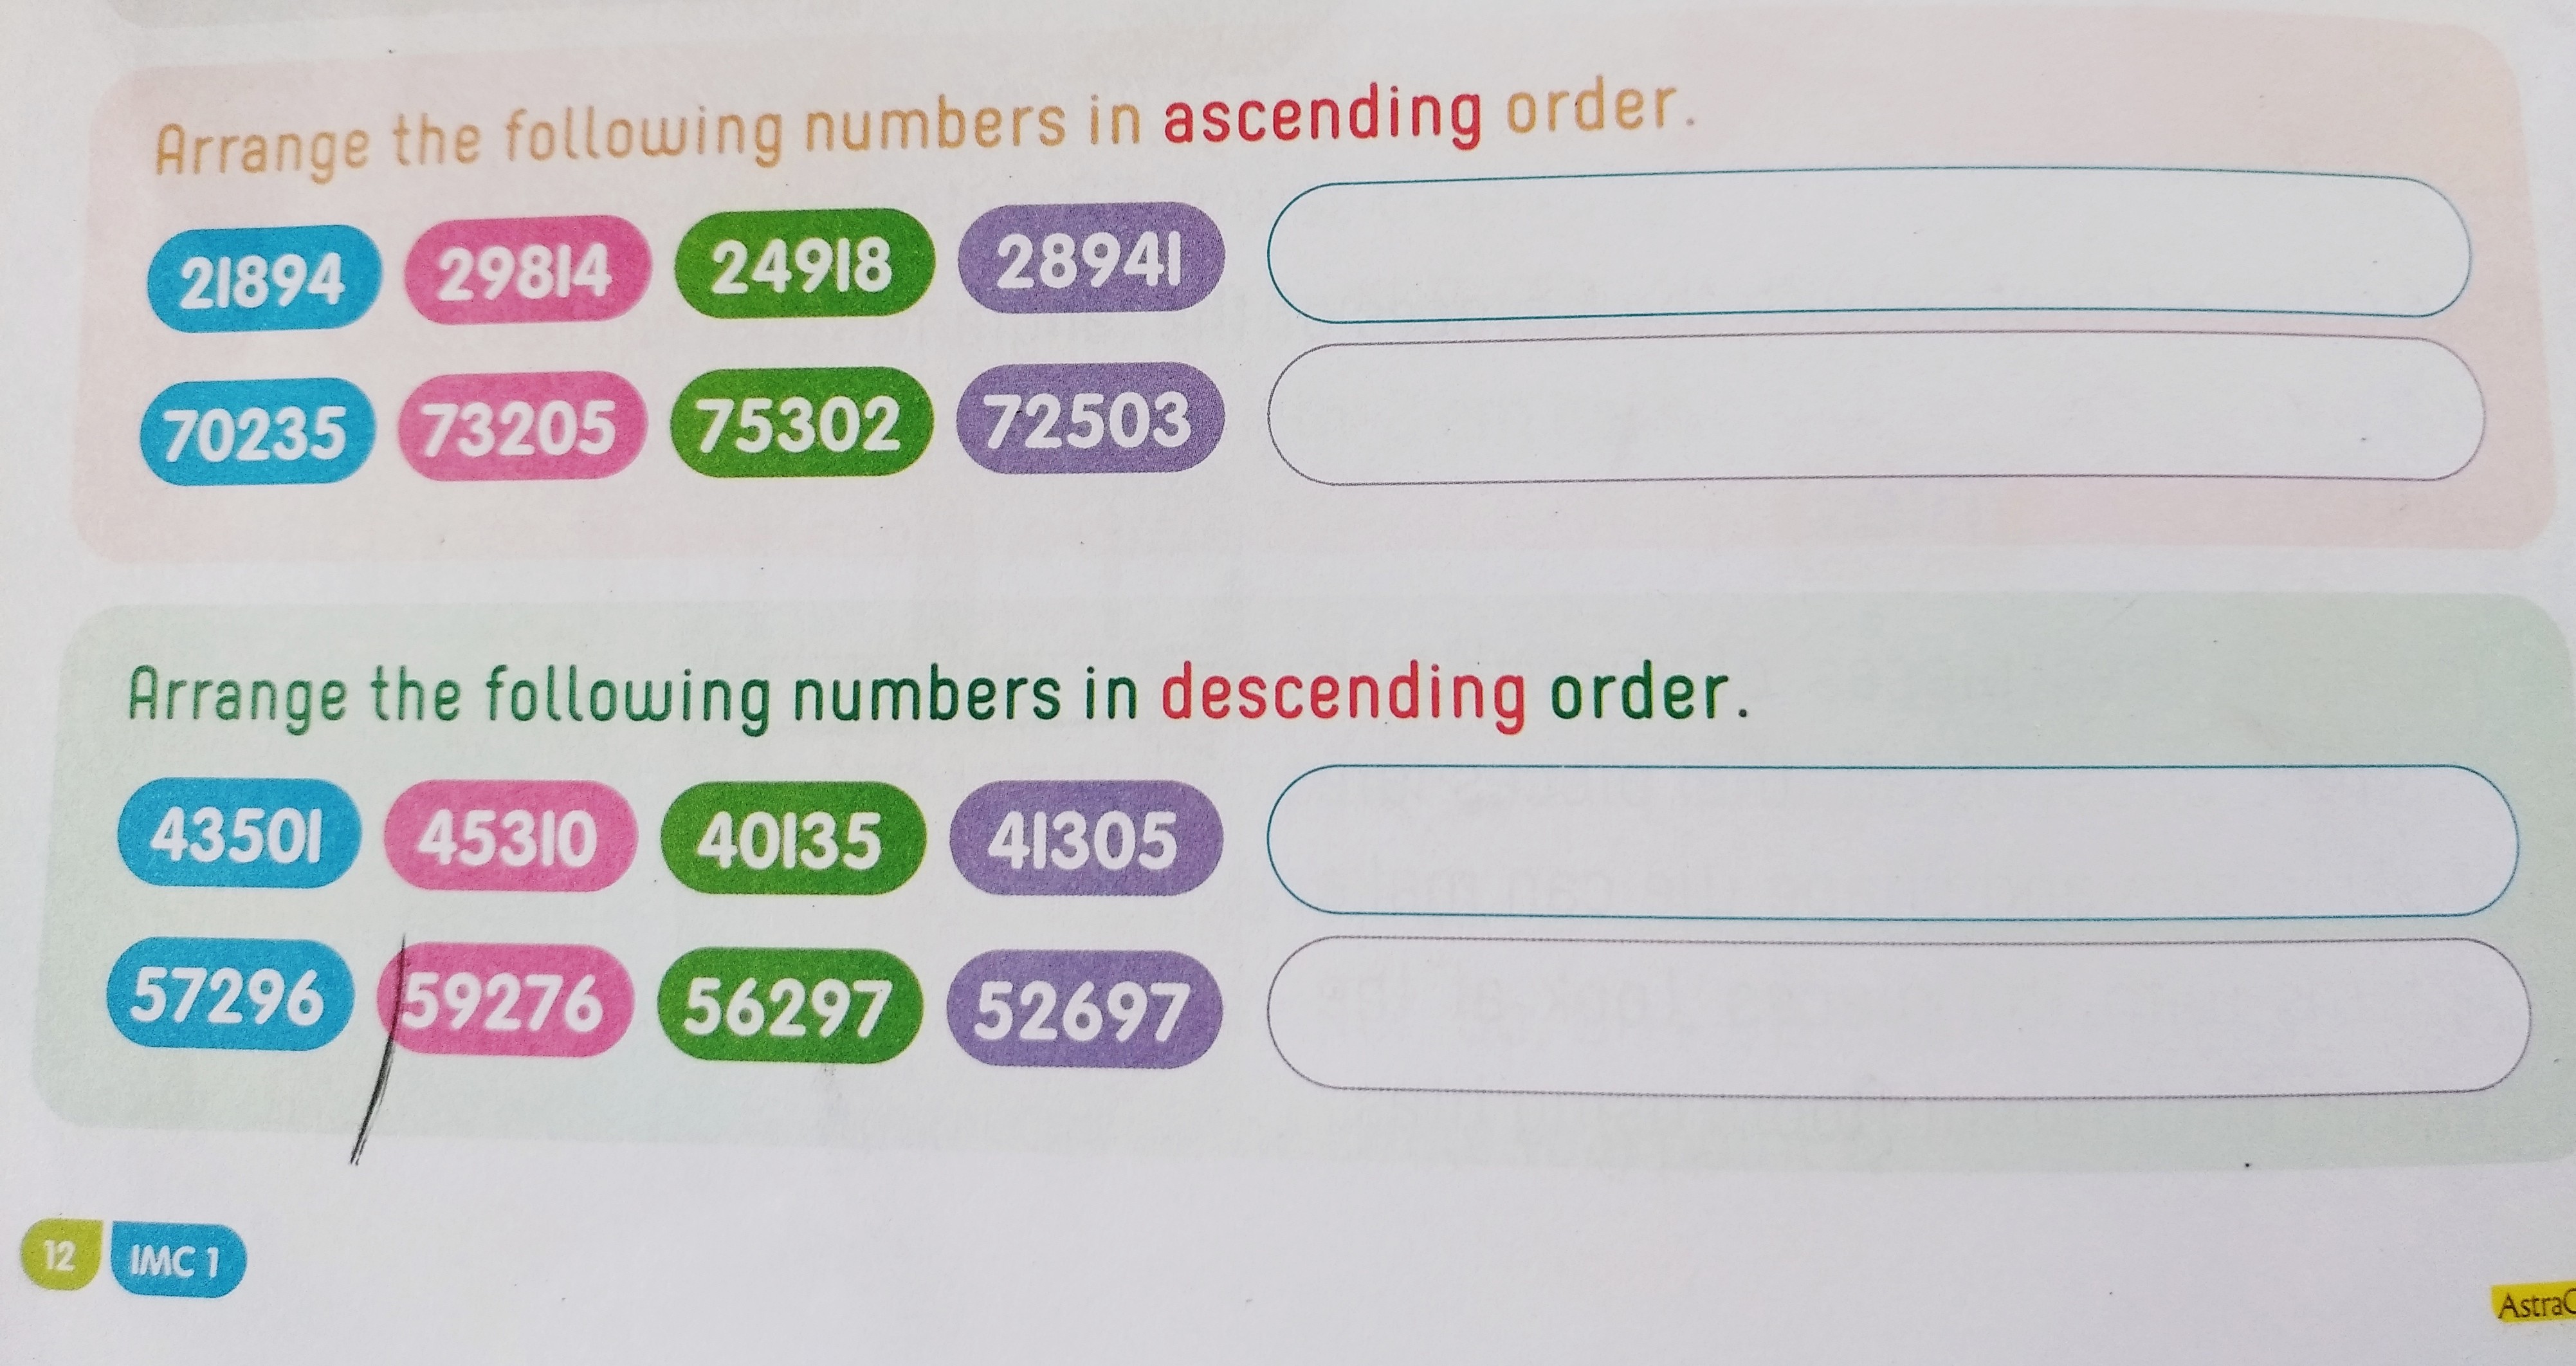 Arrange the following numbers in ascending order.
21894 29814 24918 28941
70235 73205 75302 72503
Arrange the following numbers in descending order.
43501 45310 40135 41305
57296 59276 56297 52697
12 IMC 1